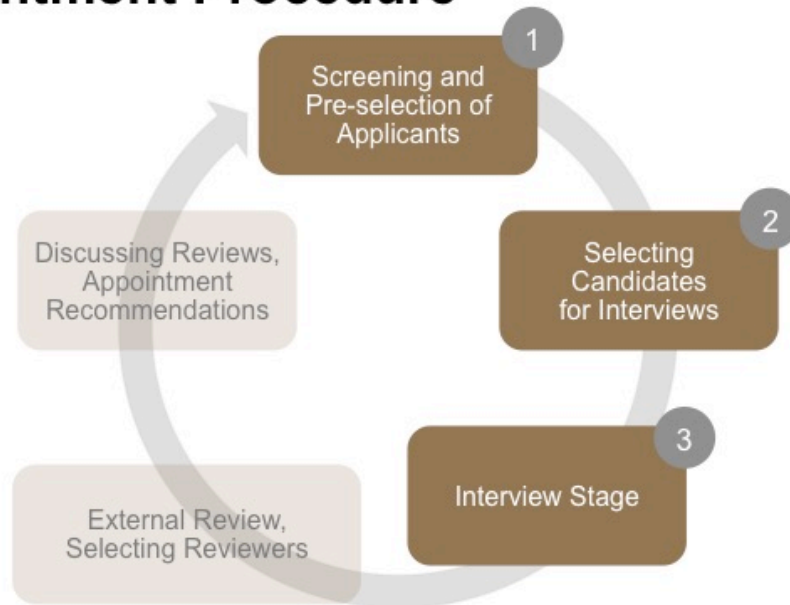 1
Screening and
Pre-selection of
Applicants
2
Selecting
Candidates
for Interviews
3
Interview Stage
External Review,
Selecting Reviewers
Discussing Reviews,
Appointment
Recommendations